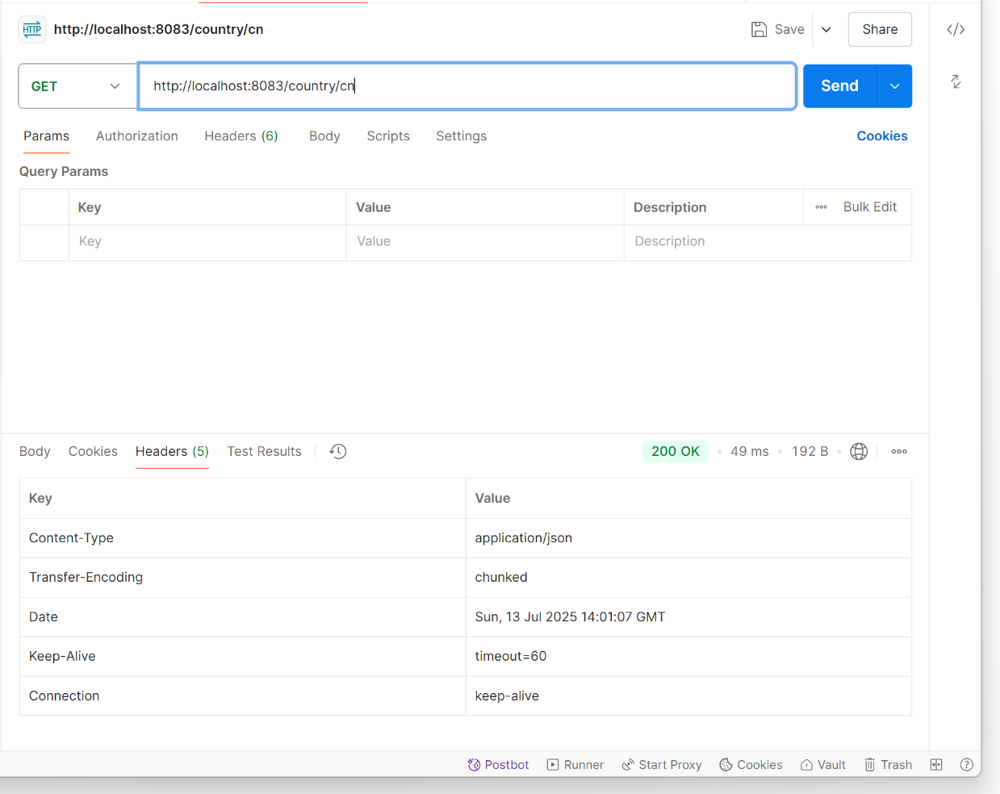 HTTP http://localhost:8083/country/cn Save Share
GET http://localhost:8083/country/cn Send
Params Authorization Headers (6) Body Scripts Settings Cookies
Query Params
Key Value Description Bulk Edit
Key Value Description
Body Cookies Headers (5) Test Results 200 OK 49 ms 192 B
Key Value
Content-Type application/json
Transfer-Encoding chunked
Date Sun, 13 Jul 2025 14:01:07 GMT
Keep-Alive timeout=60
Connection keep-alive
Postbot Runner Start Proxy Cookies Vault Trash